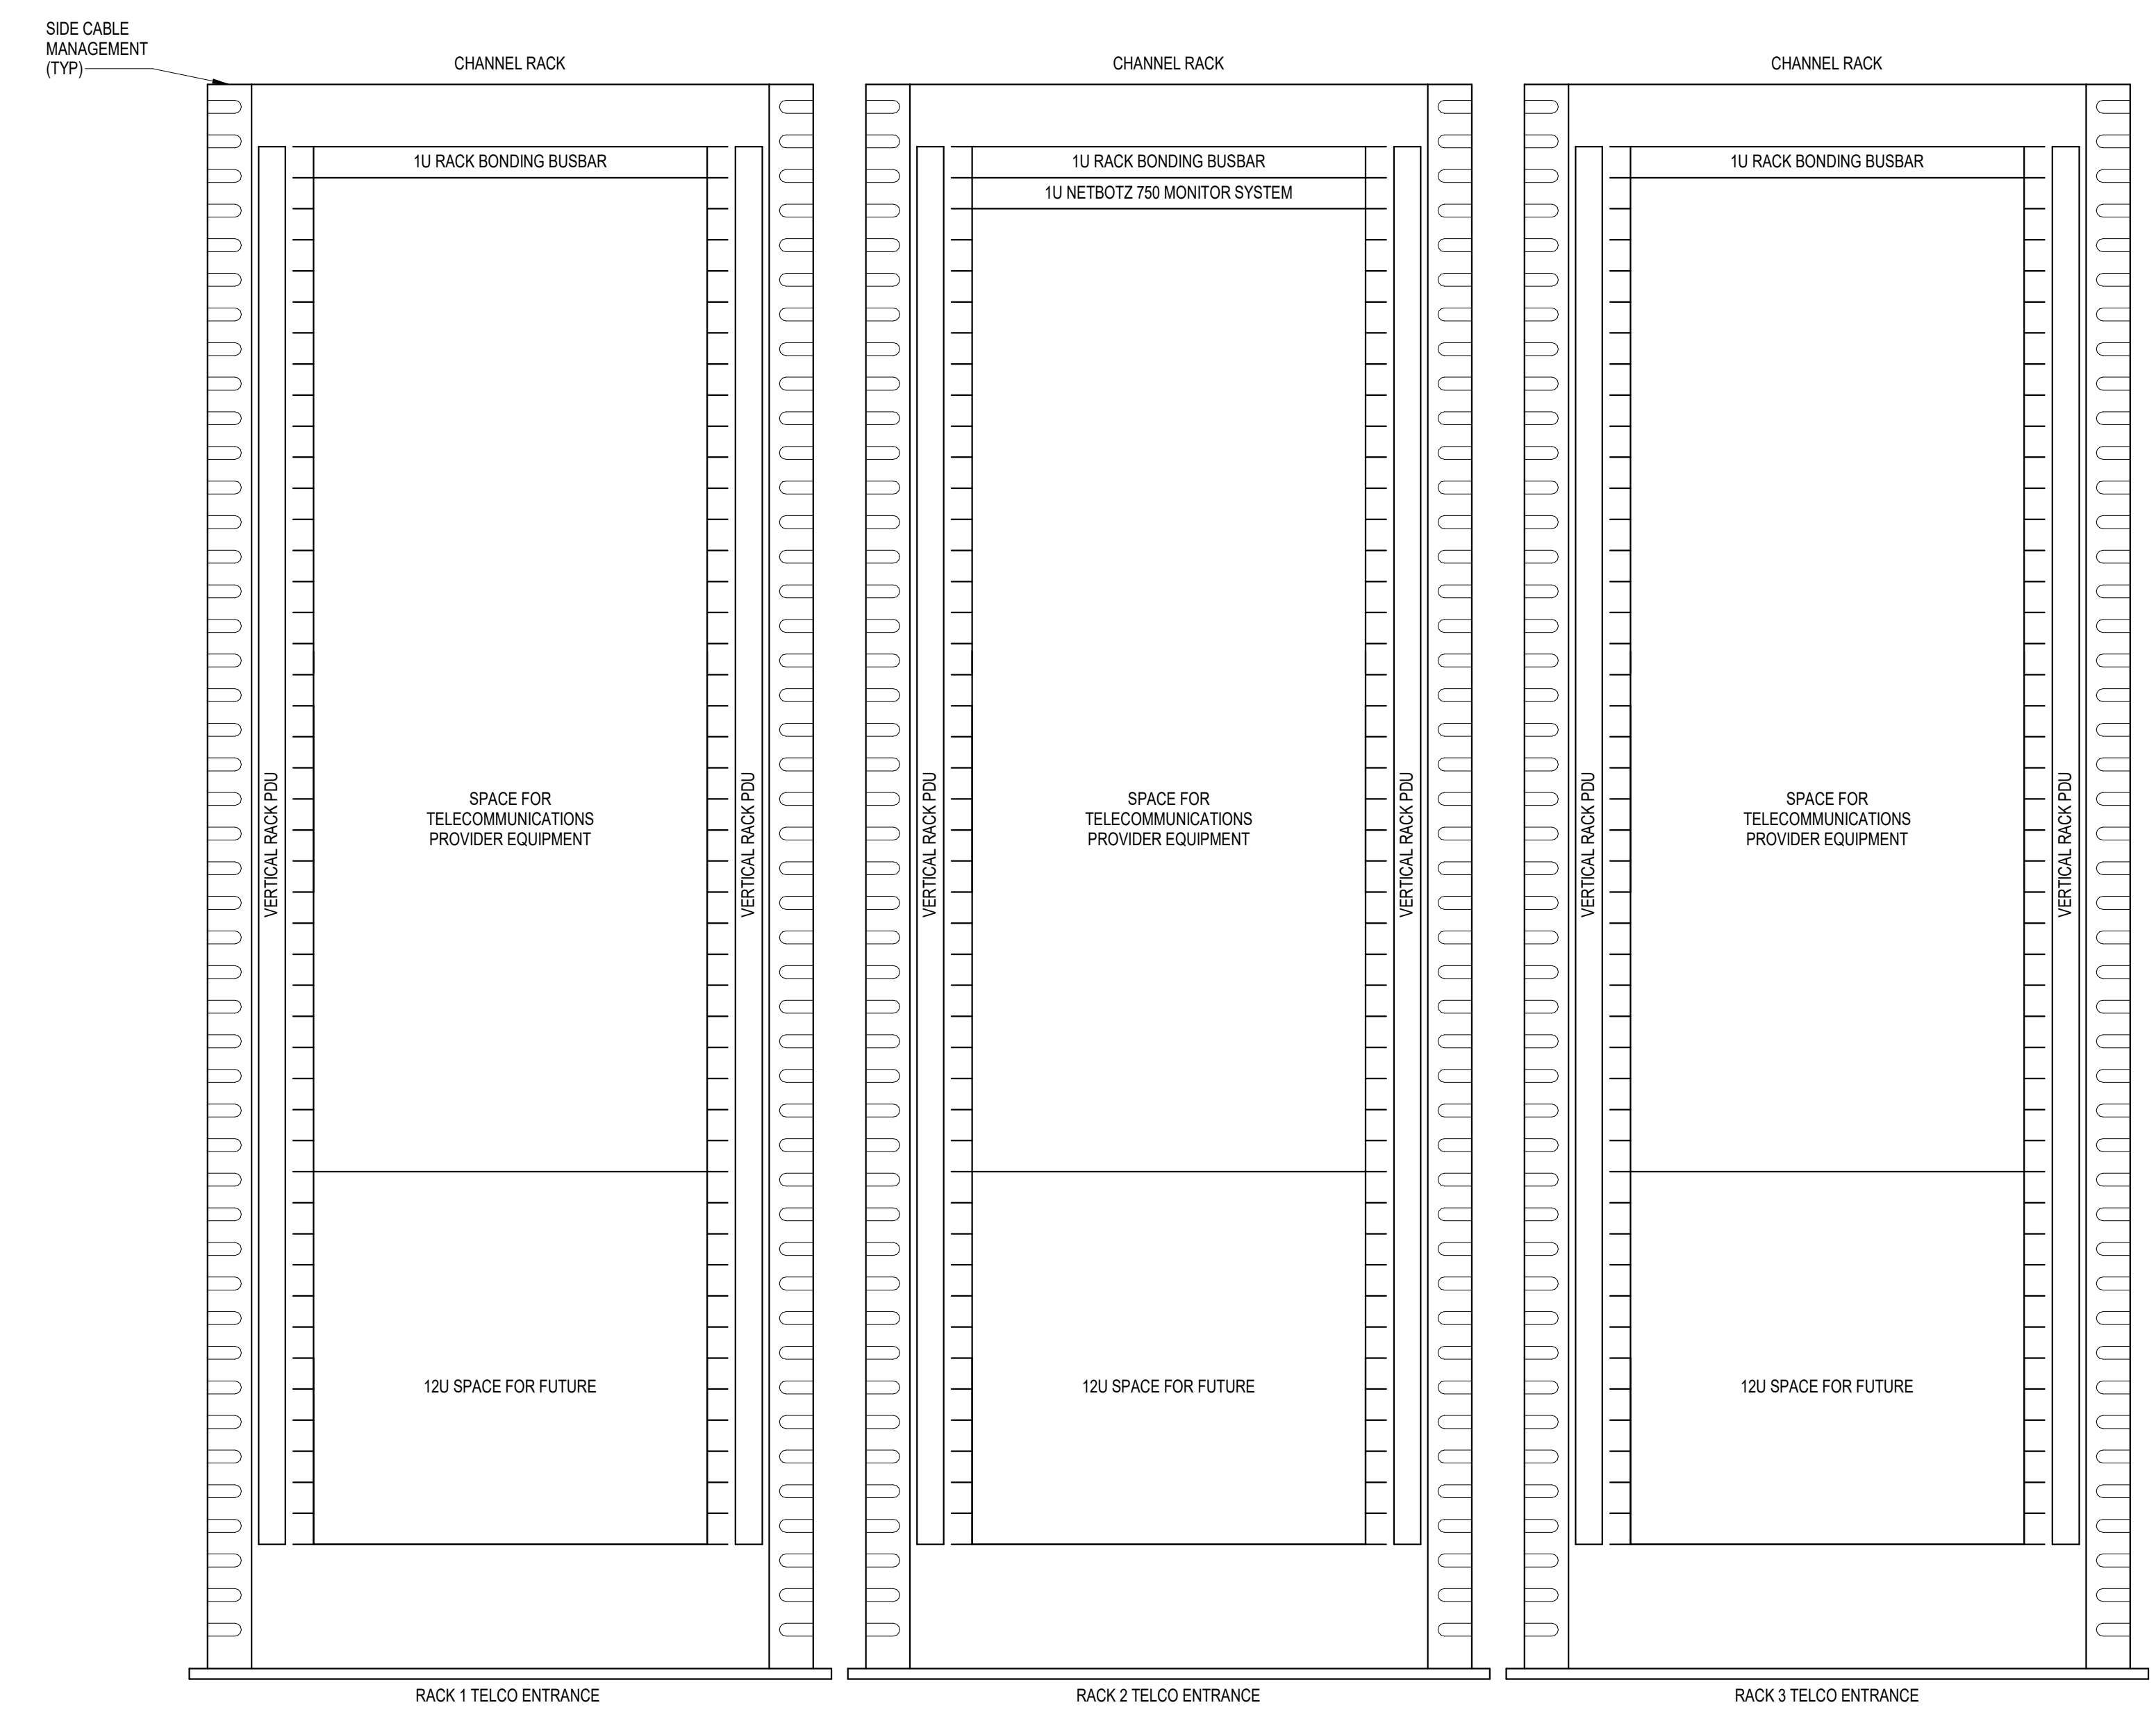 SIDE CABLE
MANAGEMENT
(TYP)
CHANNEL RACK
1U RACK BONDING BUSBAR
VERTICAL RACK PDU
SPACE FOR
TELECOMMUNICATIONS
PROVIDER EQUIPMENT
VERTICAL RACK PDU
12U SPACE FOR FUTURE
RACK 1 TELCO ENTRANCE
CHANNEL RACK
1U RACK BONDING BUSBAR
1U NETBOTZ 750 MONITOR SYSTEM
VERTICAL RACK PDU
SPACE FOR
TELECOMMUNICATIONS
PROVIDER EQUIPMENT
VERTICAL RACK PDU
12U SPACE FOR FUTURE
RACK 2 TELCO ENTRANCE
CHANNEL RACK
1U RACK BONDING BUSBAR
VERTICAL RACK PDU
SPACE FOR
TELECOMMUNICATIONS
PROVIDER EQUIPMENT
VERTICAL RACK PDU
12U SPACE FOR FUTURE
RACK 3 TELCO ENTRANCE